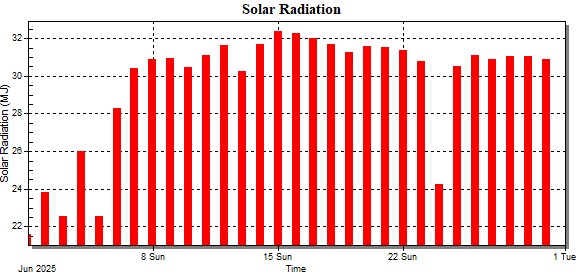 Solar Radiation
Solar Radiation (MJ)
32
30
28
26
24
22
8 Sun
15 Sun
22 Sun
1 Tue
Jun 2025
Time